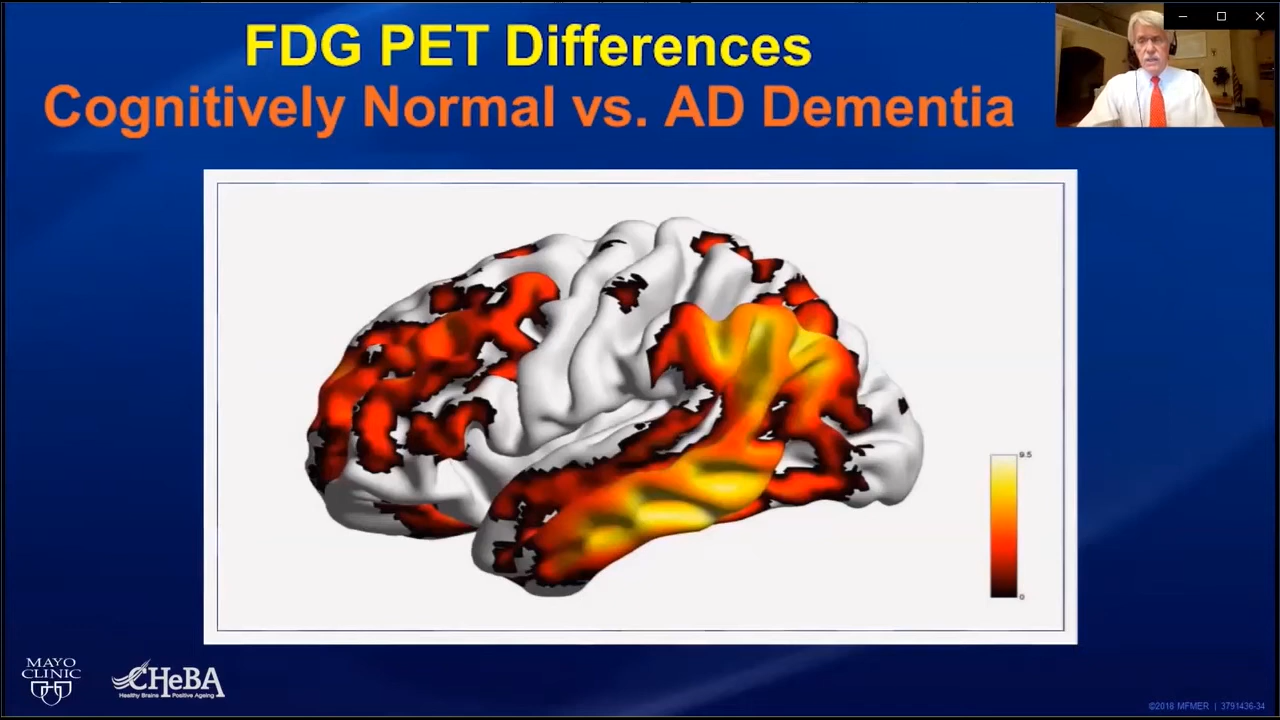 FDG PET Differences
Cognitively Normal vs. AD Dementia
9.5
0
MAYO
CLINIC
CHeBA
Healthy Brains Positive Ageing
©2018 MFMER | 3791436-34